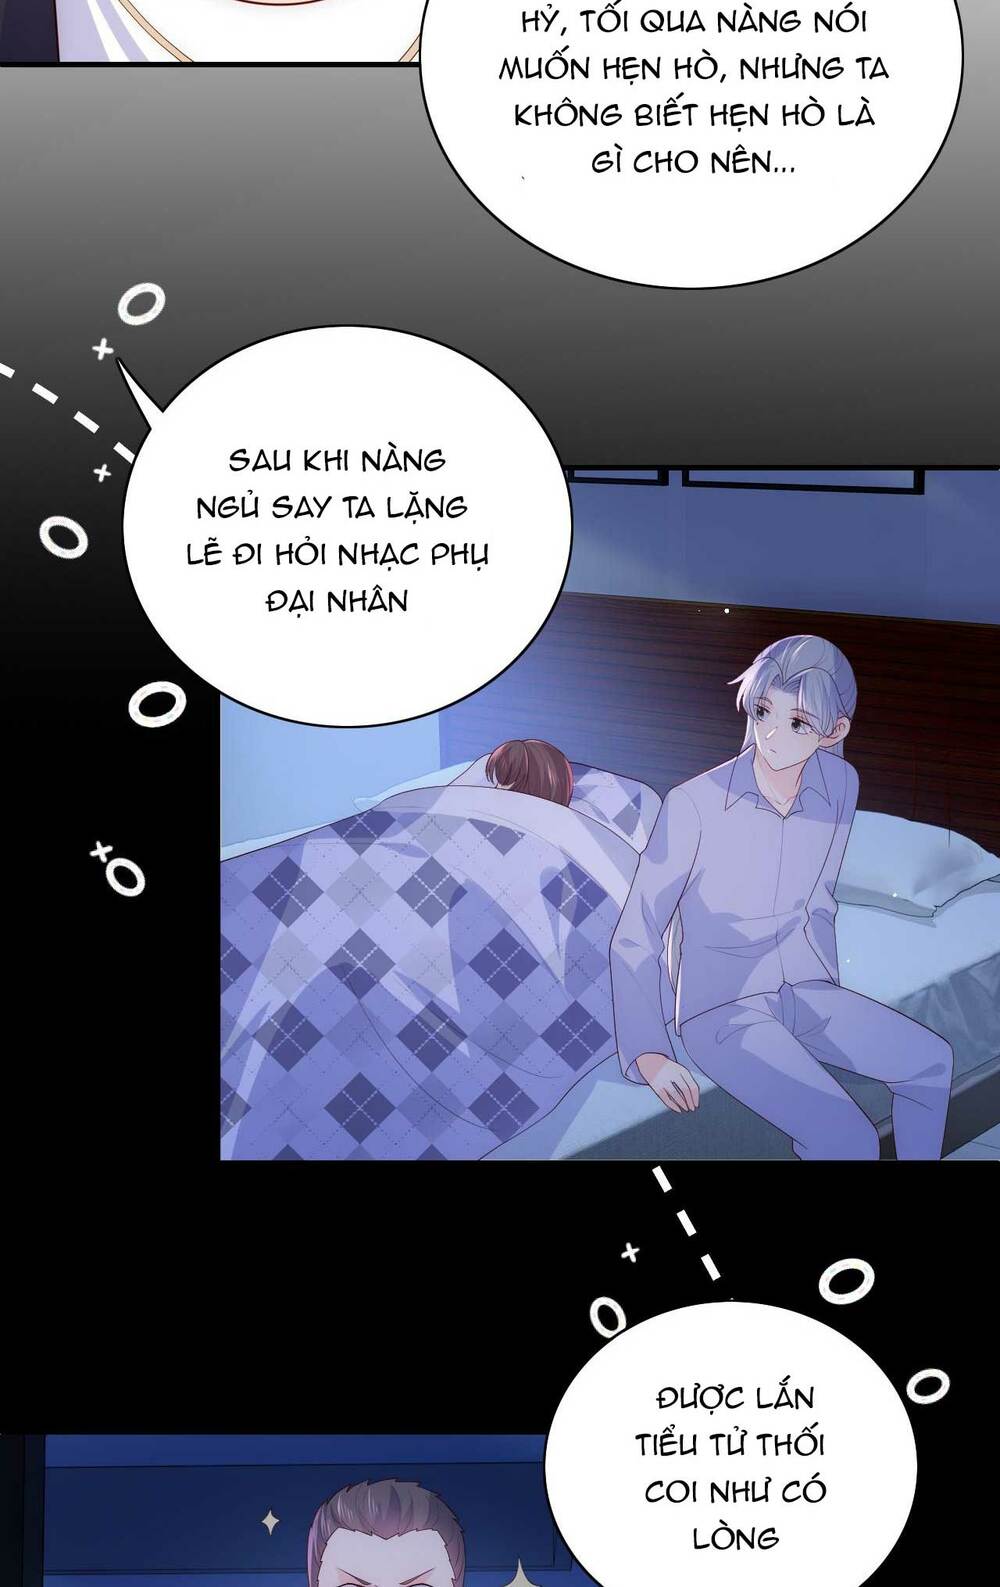 HỶ, TỐI QUA NÀNG NÓI
MUỐN HẸN HÒ, NHƯNG TA
KHÔNG BIẾT HẸN HÒ LÀ
GÌ CHO NÊN...
SAU KHI NÀNG
NGỦ SAY TA LẶNG
LẼ ĐI HỎI NHẠC PHỤ
ĐẠI NHÂN
ĐƯỢC LẮN
TIỂU TỬ THỐI
COI NHƯ CÓ
LÒNG